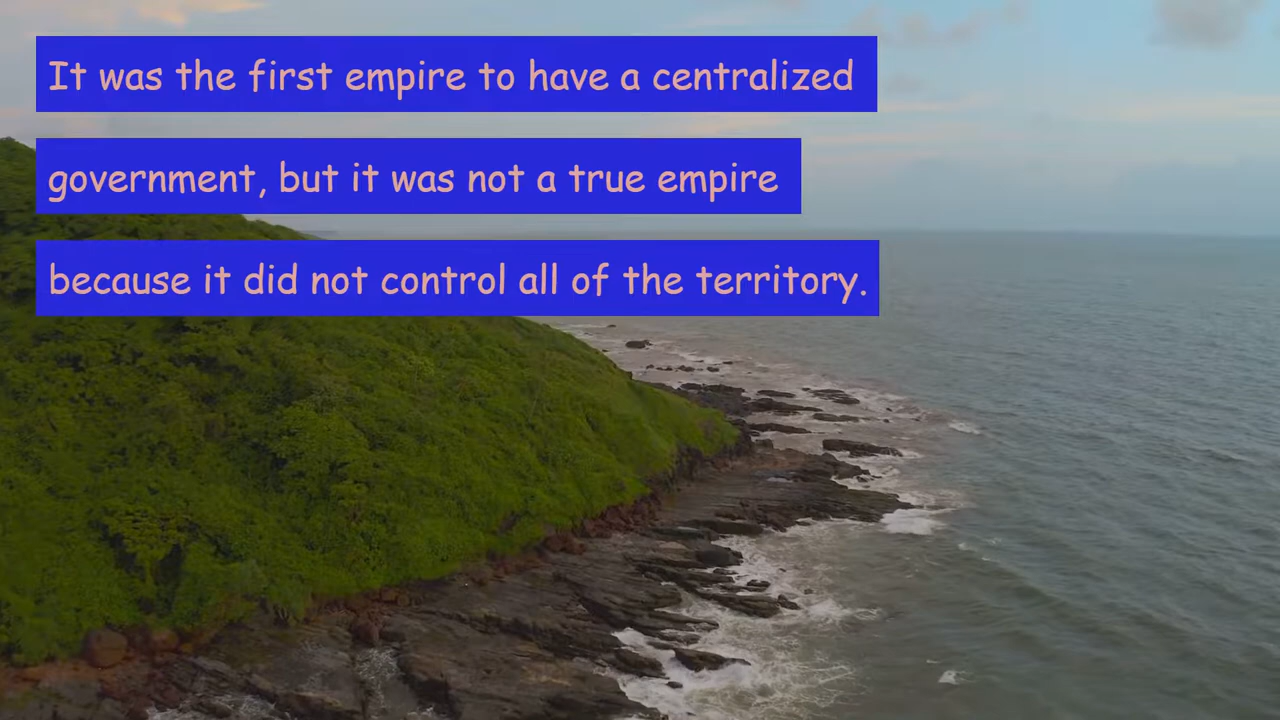 It was the first empire to have a centralized
government, but it was not a true empire
because it did not control all of the territory.